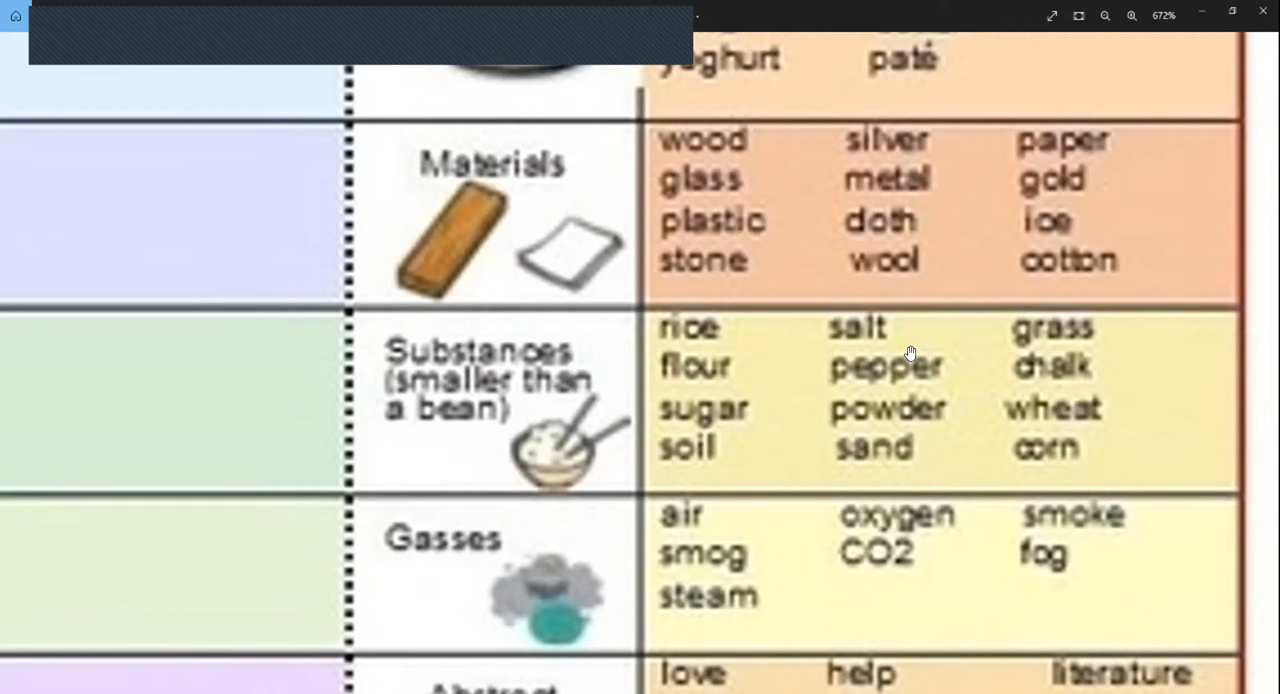 672%
yoghurt paté
Materials
wood silver paper
glass metal gold
plastic cloth ice
stone wool cotton
Substances
(smaller than
a bean)
rice salt grass
flour pepper chalk
sugar powder wheat
soil sand corn
Gasses
air oxygen smoke
smog CO2 fog
steam
Abstract
love help literature